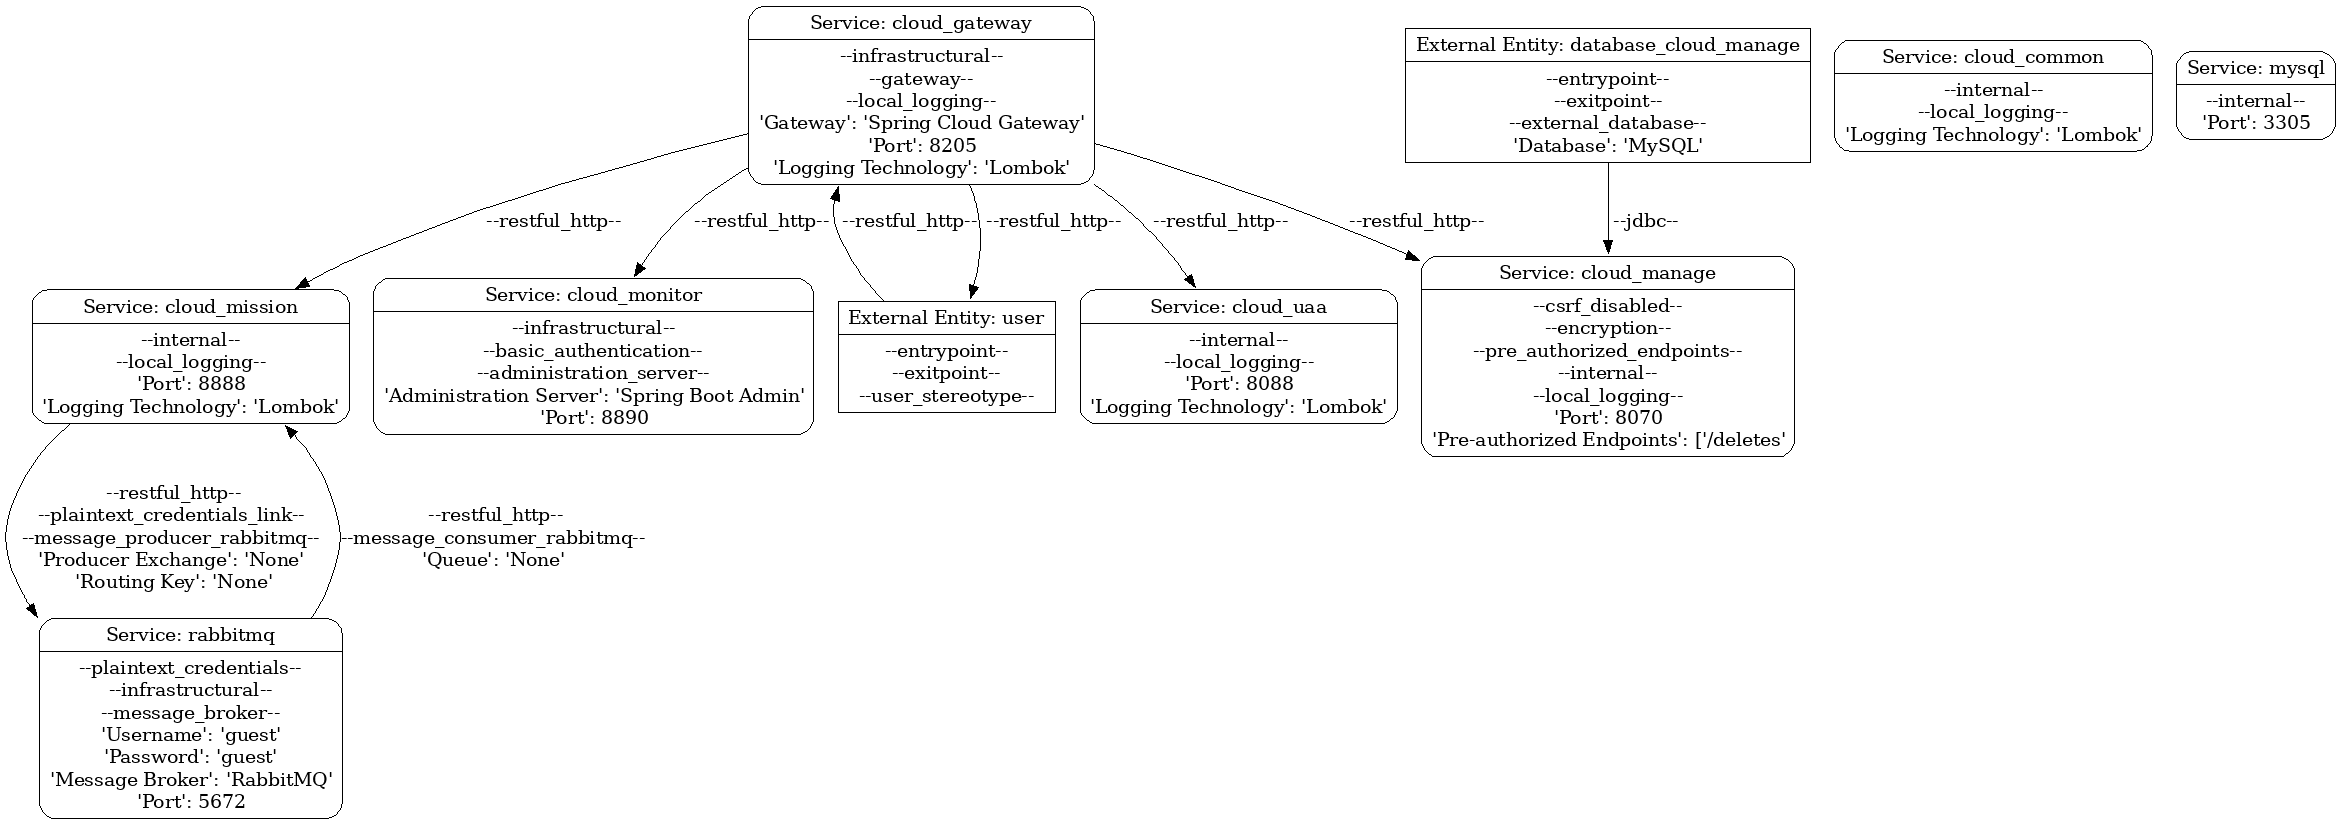 Service: cloud_gateway
--infrastructural--
--gateway--
--local_logging--
'Gateway': 'Spring Cloud Gateway'
'Port': 8205
'Logging Technology': 'Lombok'
External Entity: database_cloud_manage
--entrypoint--
--exitpoint--
--external_database--
'Database': 'MySQL'
Service: cloud_common
--internal--
--local_logging--
'Logging Technology': 'Lombok'
Service: mysql
--internal--
'Port': 3305
--restful_http--
--restful_http--
--restful_http--
--restful_http--
--restful_http--
--restful_http--
--jdbc--
Service: cloud_mission
--internal--
--local_logging--
'Port': 8888
'Logging Technology': 'Lombok'
Service: cloud_monitor
--infrastructural--
--basic_authentication--
--administration_server--
'Administration Server': 'Spring Boot Admin'
'Port': 8890
External Entity: user
--entrypoint--
--exitpoint--
--user_stereotype--
Service: cloud_uaa
--internal--
--local_logging--
'Port': 8088
'Logging Technology': 'Lombok'
Service: cloud_manage
--csrf_disabled--
--encryption--
--pre_authorized_endpoints--
--internal--
--local_logging--
'Port': 8070
'Pre-authorized Endpoints': ['/deletes'
--restful_http--
--plaintext_credentials_link--
--message_producer_rabbitmq--
'Producer Exchange': 'None'
'Routing Key': 'None'
--restful_http--
--message_consumer_rabbitmq--
'Queue': 'None'
Service: rabbitmq
--plaintext_credentials--
--infrastructural--
--message_broker--
'Username': 'guest'
'Password': 'guest'
'Message Broker': 'RabbitMQ'
'Port': 5672